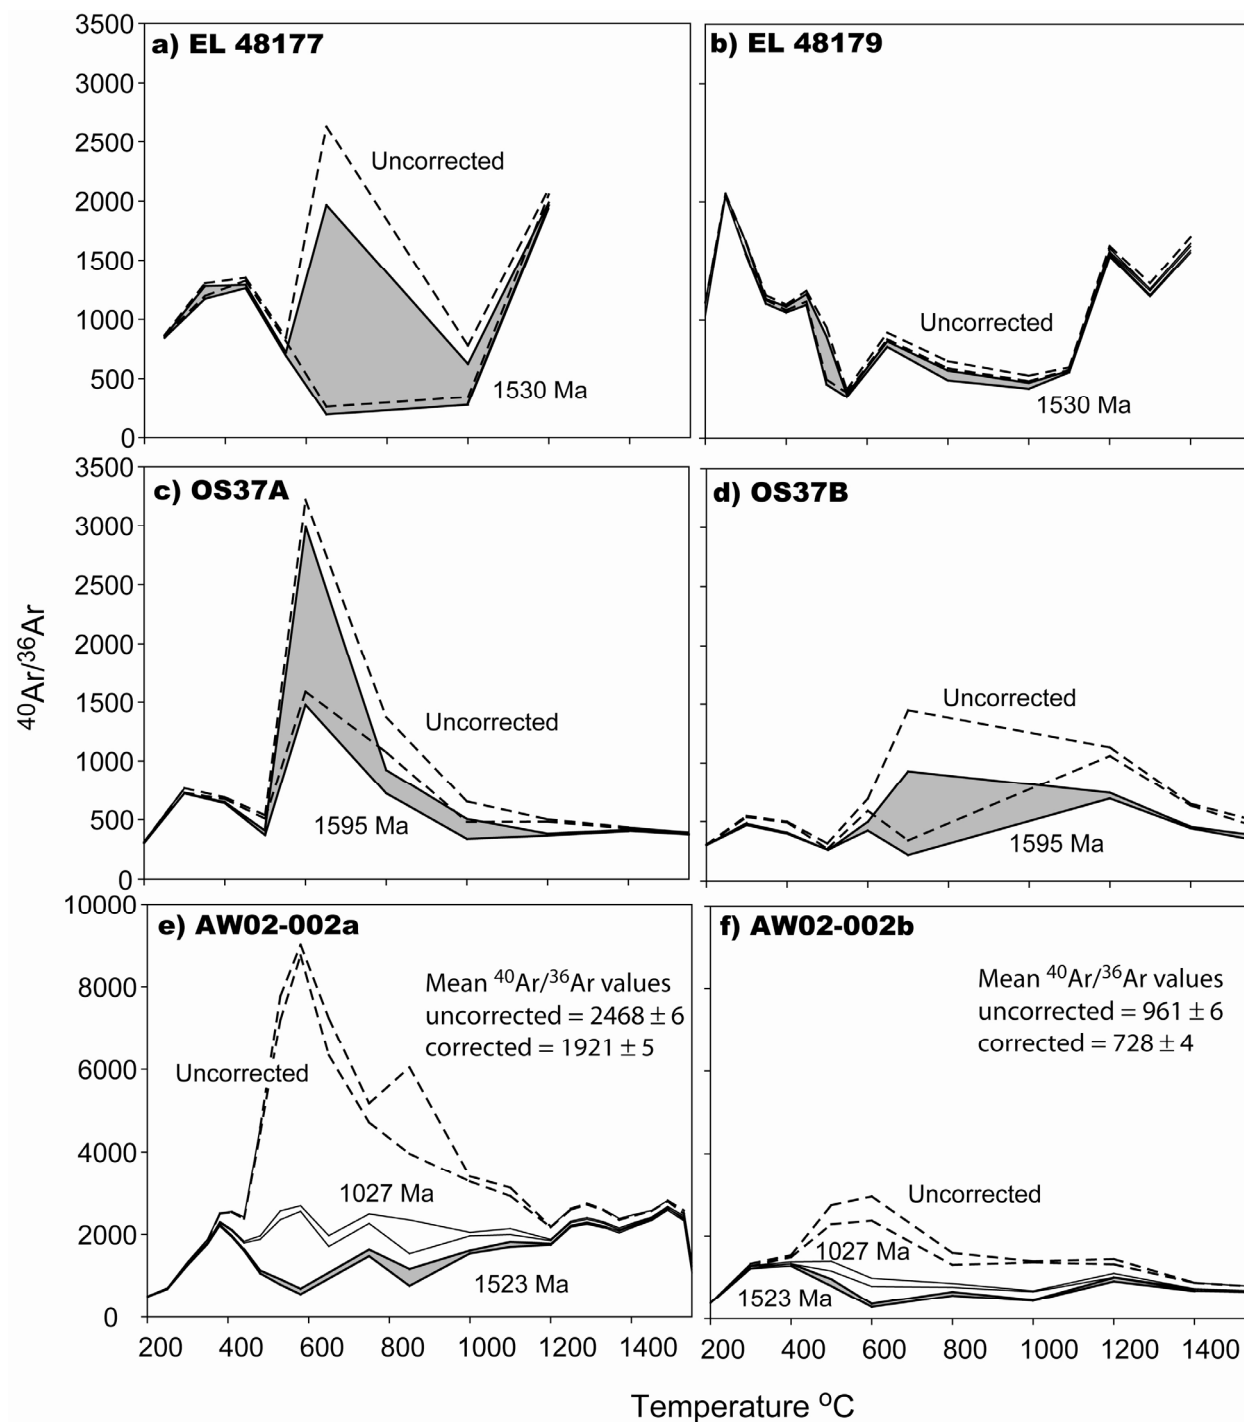 a) EL 48177
3500
3000
2500
2000
1500
1000
500
0
Uncorrected
1530 Ma
b) EL 48179
Uncorrected
1530 Ma
c) OS37A
3500
3000
2500
2000
1500
1000
500
0
Uncorrected
1595 Ma
d) OS37B
Uncorrected
1595 Ma
⁴⁰Ar/³⁶Ar
e) AW02-002a
10000
8000
6000
4000
2000
0
Mean ⁴⁰Ar/³⁶Ar values
uncorrected = 2468 ± 6
corrected = 1921 ± 5
Uncorrected
1027 Ma
1523 Ma
200 400 600 800 1000 1200 1400
f) AW02-002b
Mean ⁴⁰Ar/³⁶Ar values
uncorrected = 961 ± 6
corrected = 728 ± 4
Uncorrected
1027 Ma
1523 Ma
200 400 600 800 1000 1200 1400
Temperature ºC